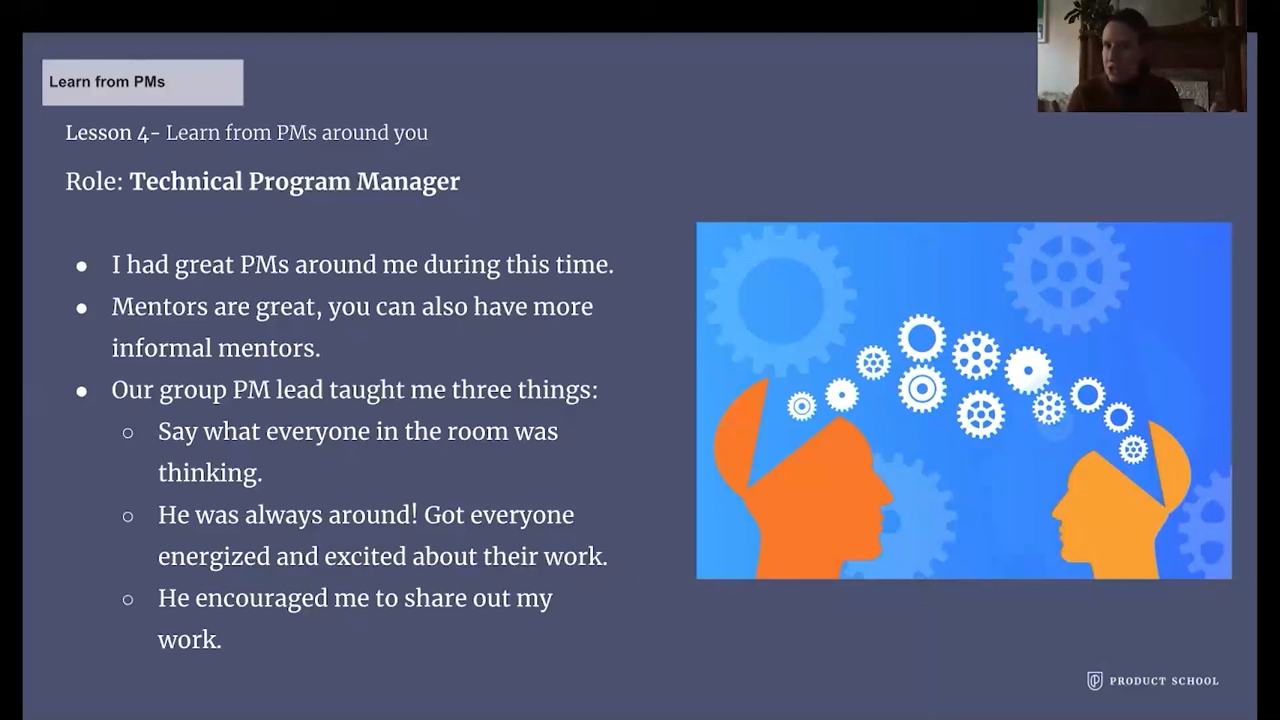 Learn from PMs
Lesson 4- Learn from PMs around you
Role: Technical Program Manager
● I had great PMs around me during this time.
● Mentors are great, you can also have more
informal mentors.
● Our group PM lead taught me three things:
○ Say what everyone in the room was
thinking.
○ He was always around! Got everyone
energized and excited about their work.
○ He encouraged me to share out my
work.
PRODUCT SCHOOL